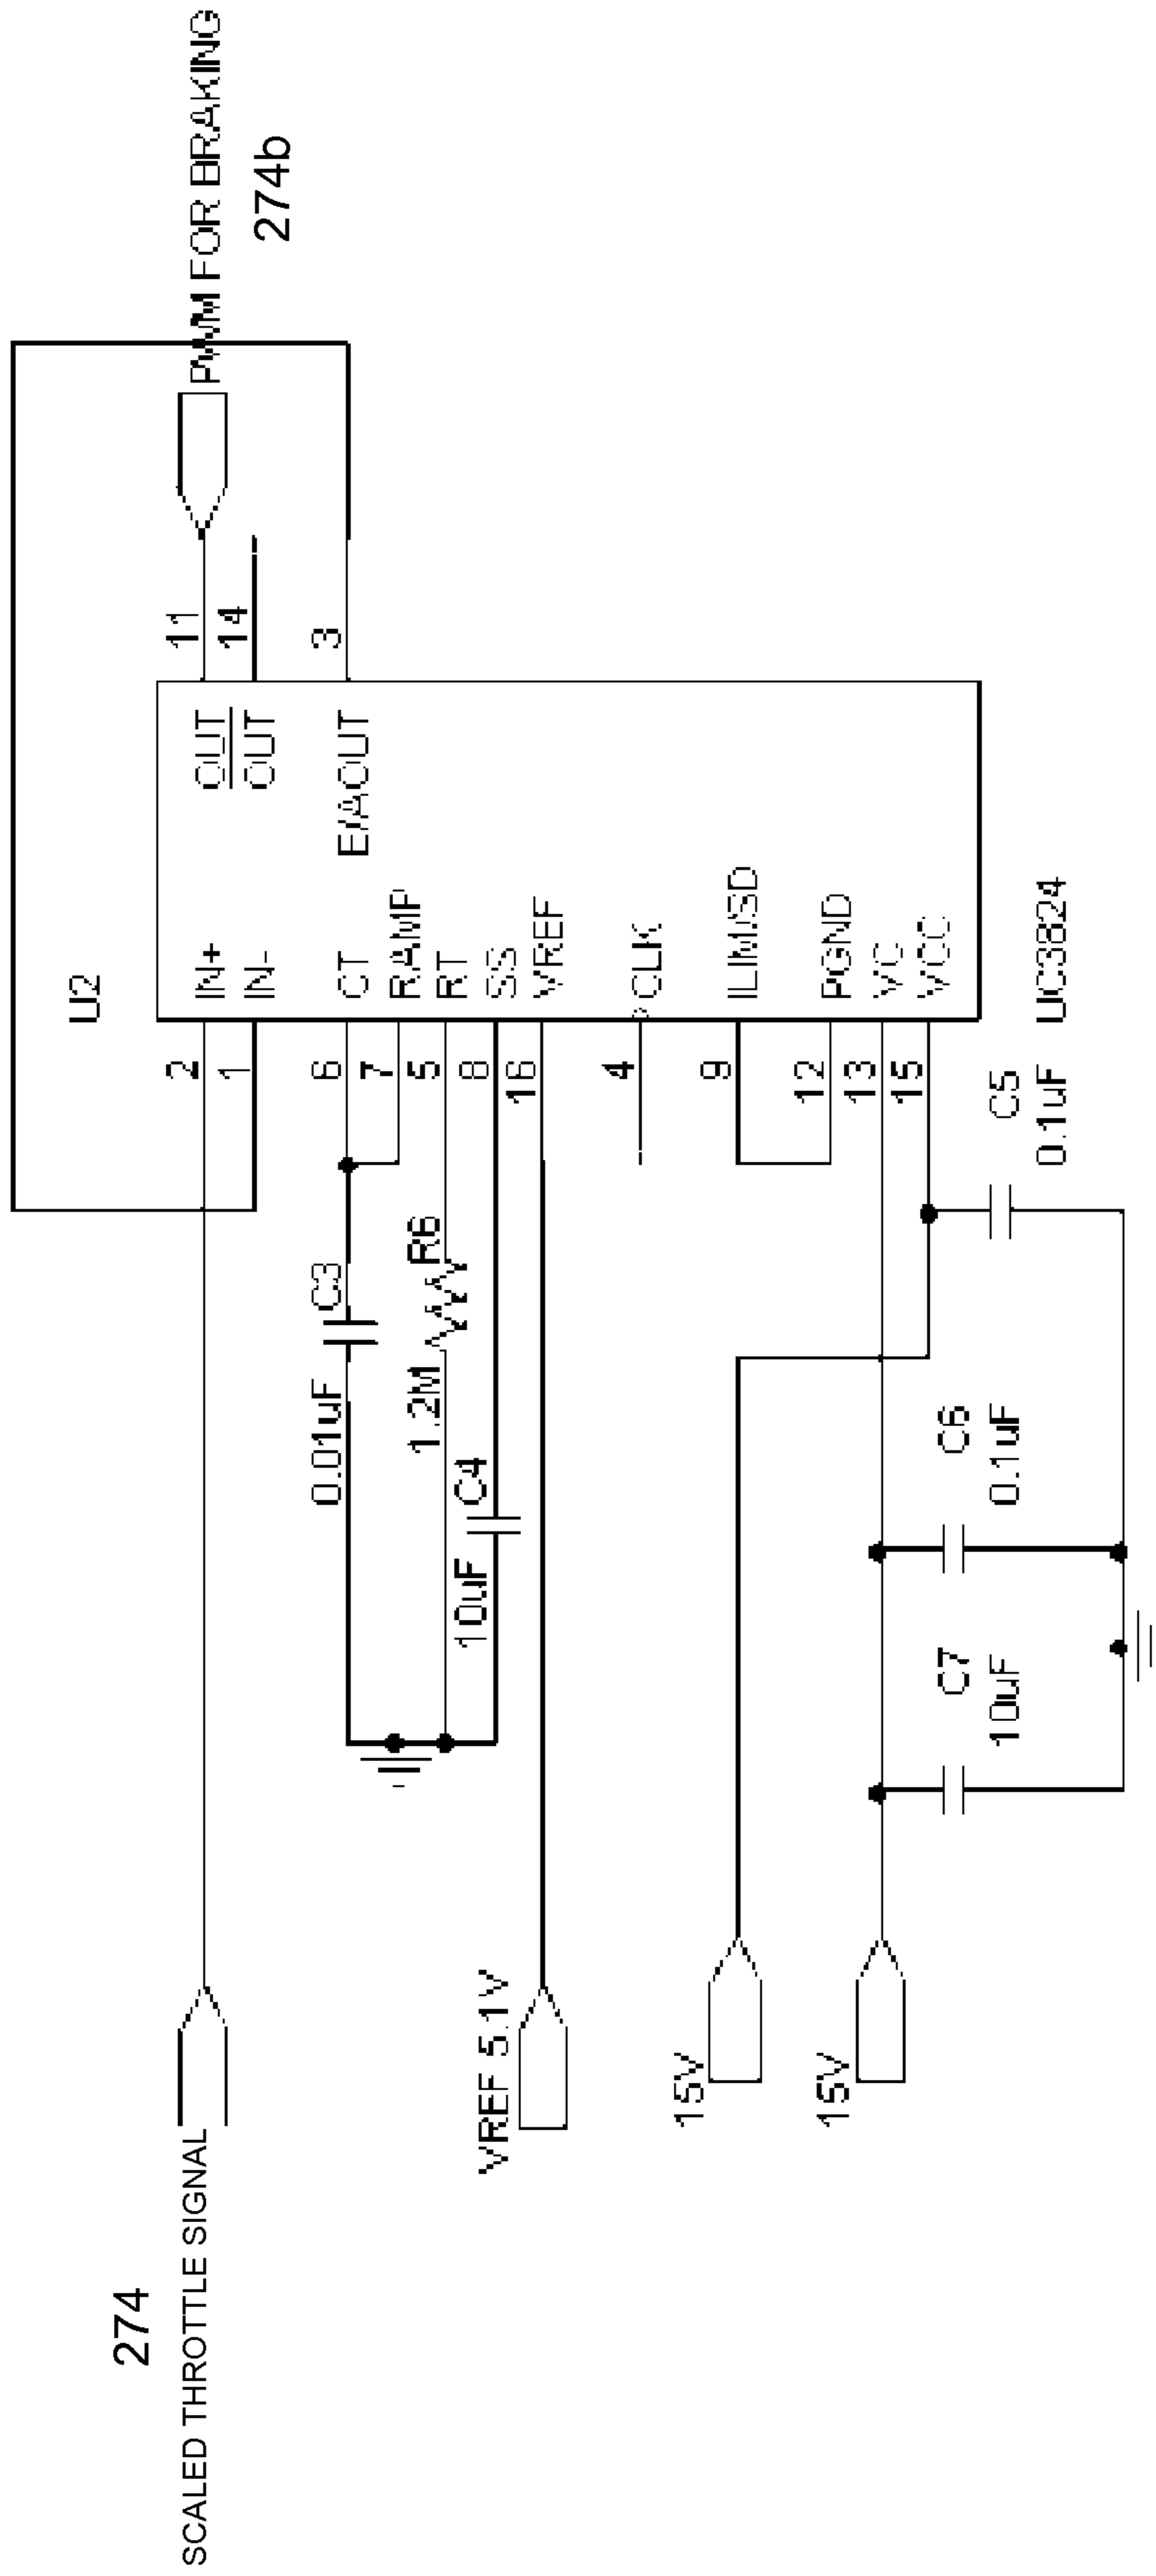 274
SCALED THROTTLE SIGNAL
U2
2
IN+
OUT
11
PWM FOR BRAKING
274b
1
IN-
OUT
14
0.01uF
C3
6
CT
E/AOUT
3
7
RAMP
1.2M
R6
5
RT
10uF
C4
8
SS
VREF 5.1V
16
VREF
4
CLK
15V
9
ILIM/SD
12
PGND
15V
13
VC
15
VCC
C7
10uF
C6
0.1uF
C5
0.1uF
UC3824